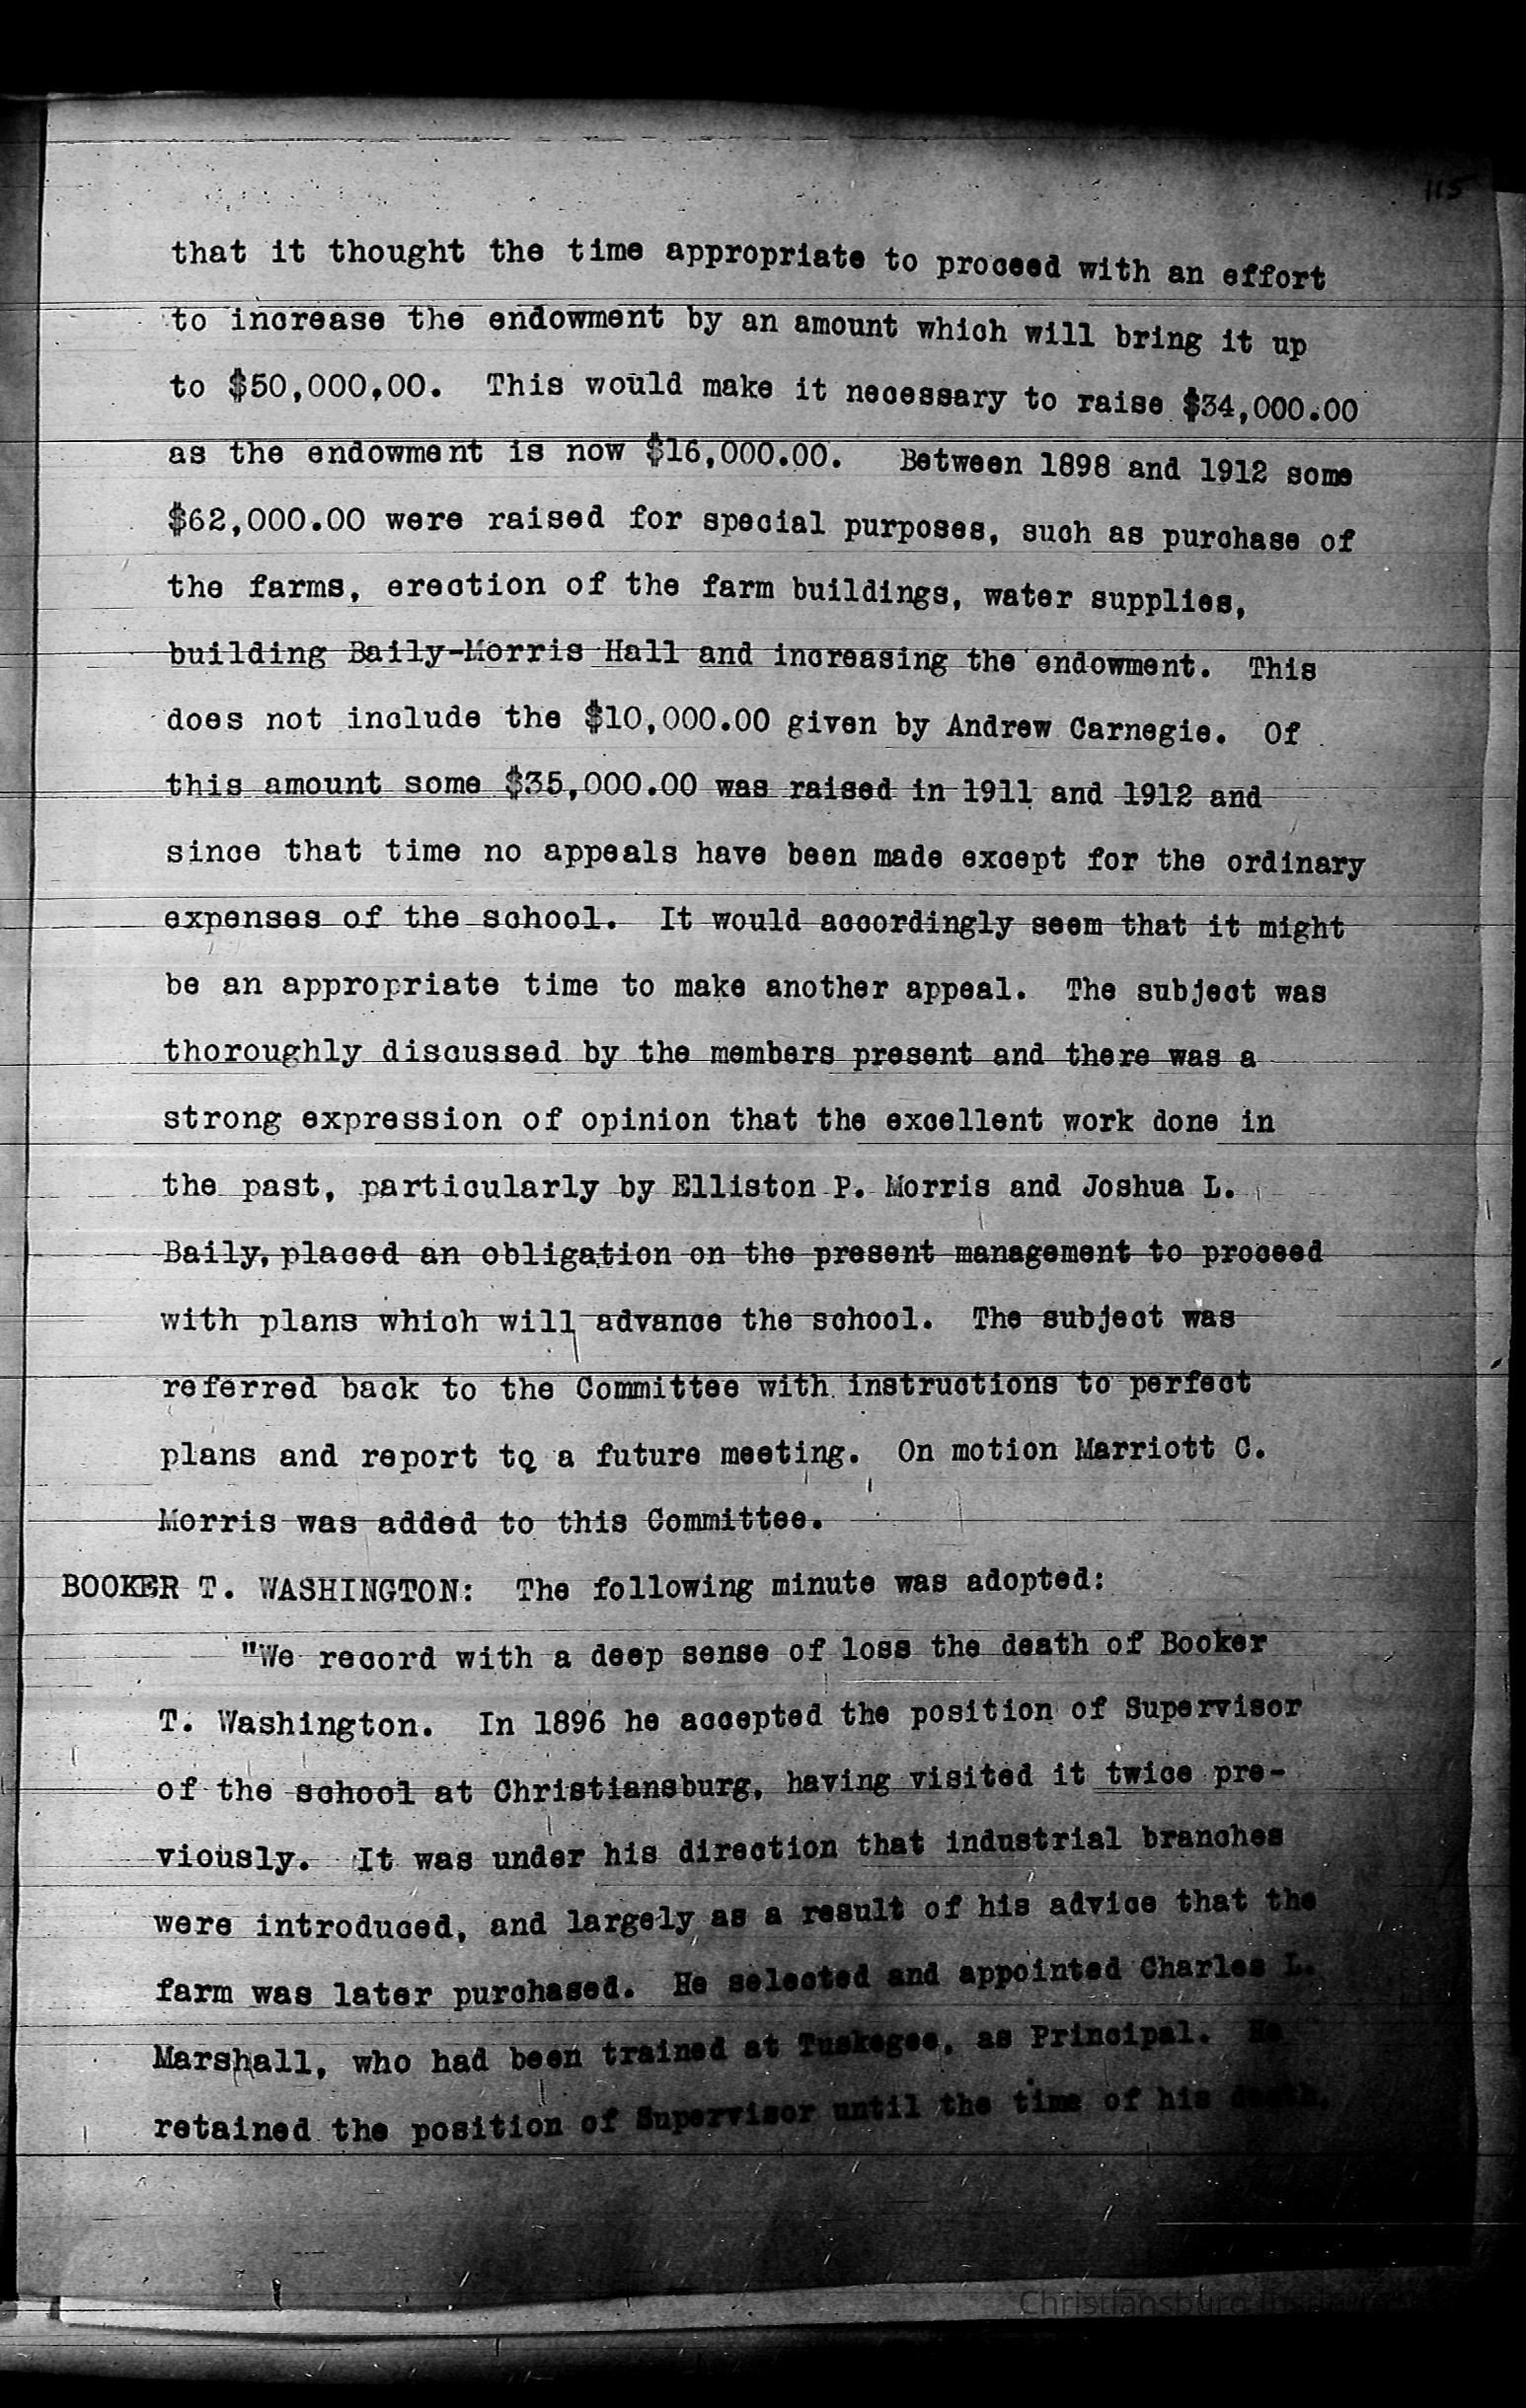 115
that it thought the time appropriate to proceed with an effort
to increase the endowment by an amount which will bring it up
to $50,000,00. This would make it necessary to raise $34,000.00
as the endowment is now $16,000.00. Between 1898 and 1912 some
$62,000.00 were raised for special purposes, such as purchase of
the farms, erection of the farm buildings, water supplies,
building Baily-Morris Hall and increasing the endowment. This
does not include the $10,000.00 given by Andrew Carnegie. Of
this amount some $35,000.00 was raised in 1911 and 1912 and
since that time no appeals have been made except for the ordinary
expenses of the school. It would accordingly seem that it might
be an appropriate time to make another appeal. The subject was
thoroughly discussed by the members present and there was a
strong expression of opinion that the excellent work done in
the past, particularly by Elliston P. Morris and Joshua L.
Baily, placed an obligation on the present management to proceed
with plans which will advance the school. The subject was
referred back to the Committee with instructions to perfect
plans and report to a future meeting. On motion Marriott C.
Morris was added to this Committee.
BOOKER T. WASHINGTON: The following minute was adopted:
"We record with a deep sense of loss the death of Booker
T. Washington. In 1896 he accepted the position of Supervisor
of the school at Christiansburg, having visited it twice pre-
viously. It was under his direction that industrial branches
were introduced, and largely as a result of his advice that the
farm was later purchased. He selected and appointed Charles L.
Marshall, who had been trained at Tuskegee, as Principal. He
retained the position of Supervisor until the time of his death.
Christiansburg